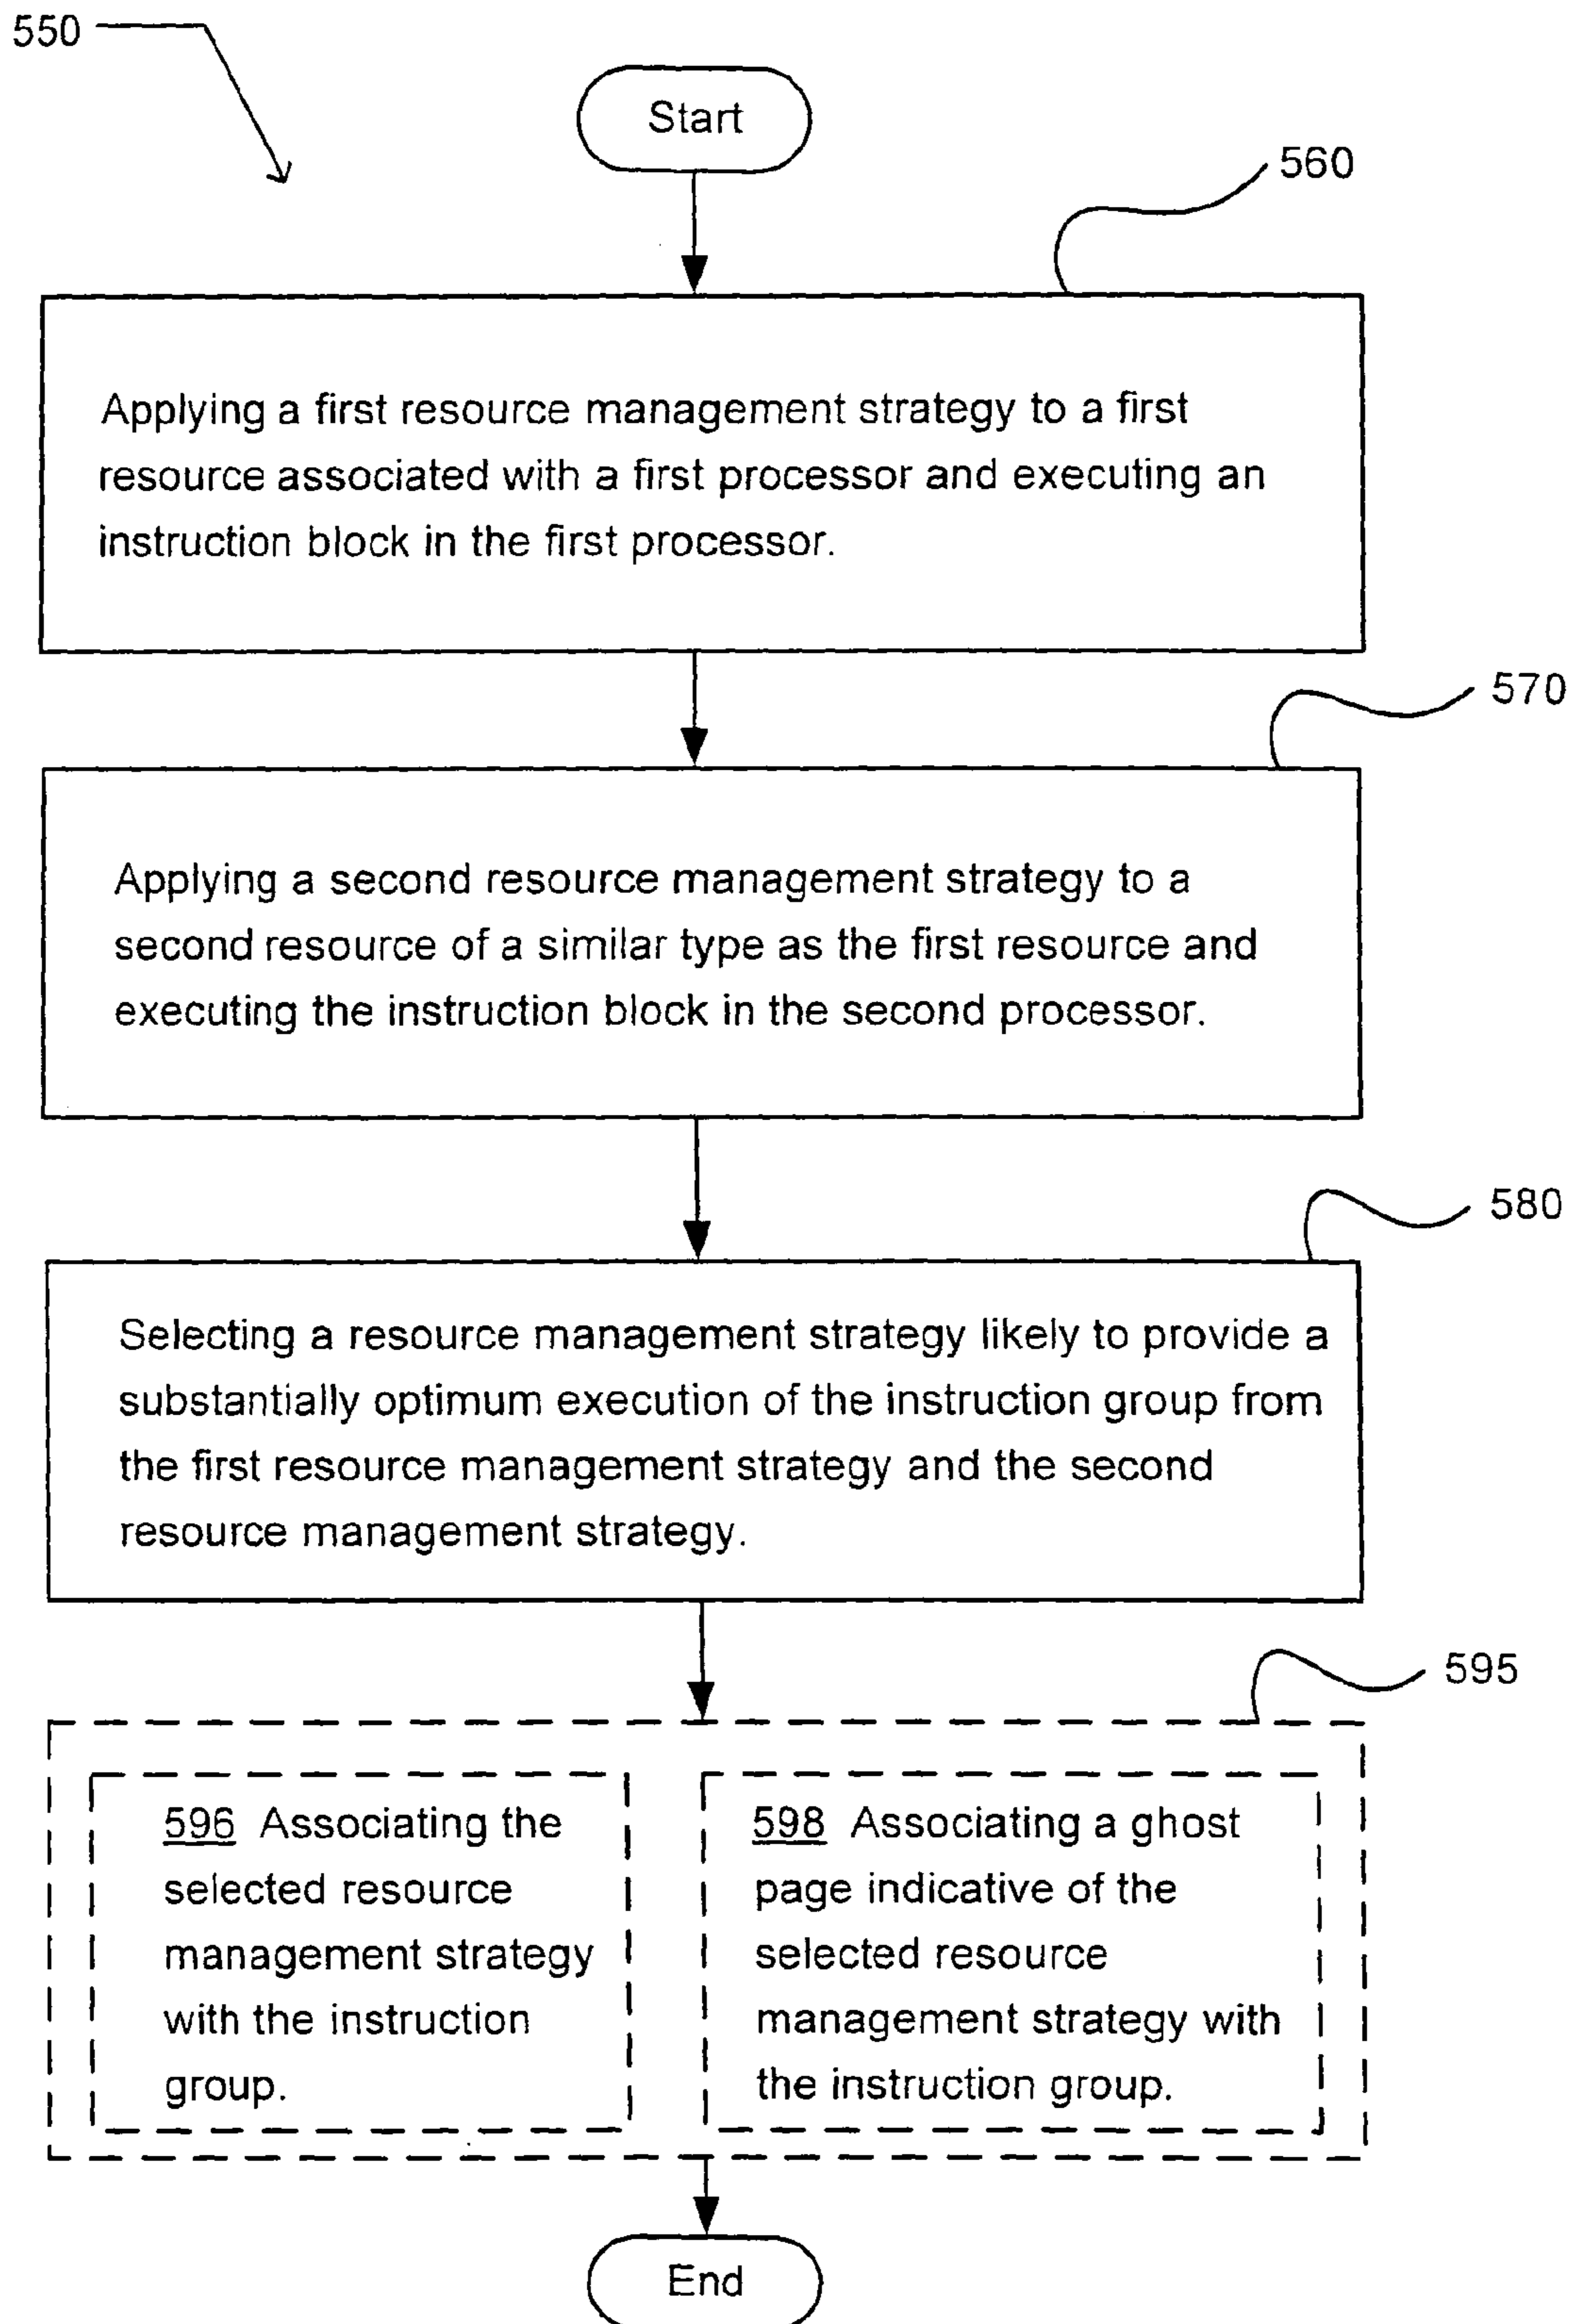 550
Start
560
Applying a first resource management strategy to a first
resource associated with a first processor and executing an
instruction block in the first processor.
570
Applying a second resource management strategy to a
second resource of a similar type as the first resource and
executing the instruction block in the second processor.
580
Selecting a resource management strategy likely to provide a
substantially optimum execution of the instruction group from
the first resource management strategy and the second
resource management strategy.
595
596 Associating the
selected resource
management strategy
with the instruction
group.
598 Associating a ghost
page indicative of the
selected resource
management strategy with
the instruction group.
End